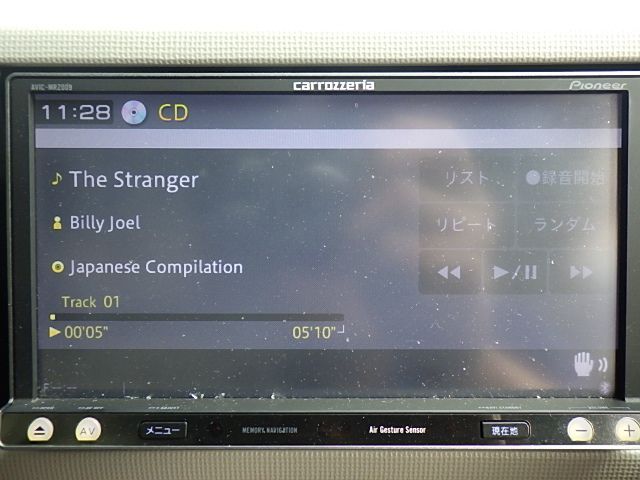 AVIC-MRZ009 carrozzeria Pioneer
11:28 CD
The Stranger
リスト ●録音開始
Billy Joel
リピート ランダム
Japanese Compilation
Track 01
00'05" 05'10"
AV メニュー MEMORY NAVIGATION Air Gesture Sensor 現在地 − +